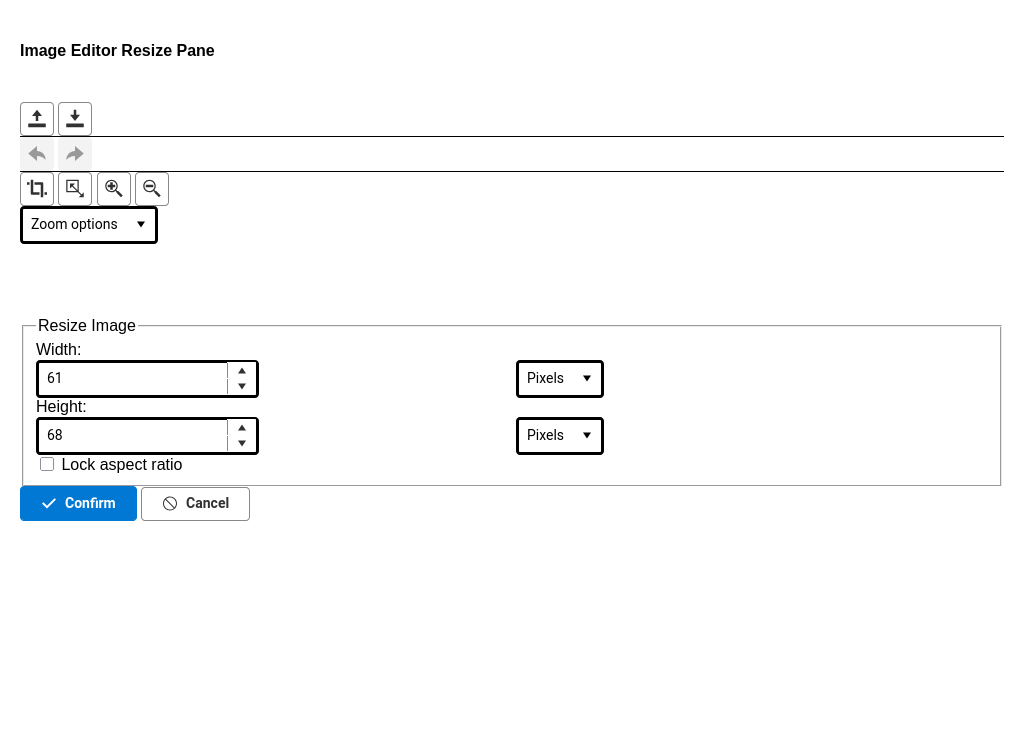 Image Editor Resize Pane
Zoom options
Resize Image
Width:
61 Pixels
Height:
68 Pixels
Lock aspect ratio
Confirm Cancel